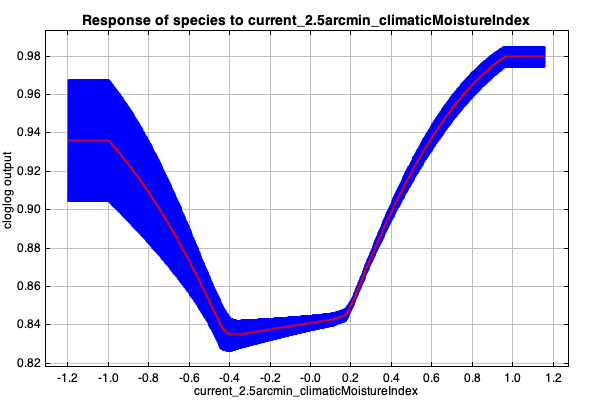 Response of species to current_2.5arcmin_climaticMoistureIndex
cloglog output
0.98
0.96
0.94
0.92
0.90
0.88
0.86
0.84
0.82
-1.2 -1.0 -0.8 -0.6 -0.4 -0.2 -0.0 0.2 0.4 0.6 0.8 1.0 1.2
current_2.5arcmin_climaticMoistureIndex